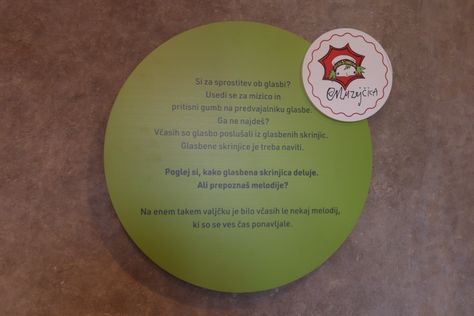 Si za sprostitev ob glasbi?
Usedi se za mizico in
pritisni gumb na predvajalniku glasbe.
Ga ne najdeš?
Včasih so glasbo poslušali iz glasbenih skrinjic.
Glasbene skrinjice je treba naviti.
Poglej si, kako glasbena skrinjica deluje.
Ali prepoznaš melodije?
Na enem takem valjčku je bilo včasih le nekaj melodij,
ki so se ves čas ponavljale.
@Muzejčka